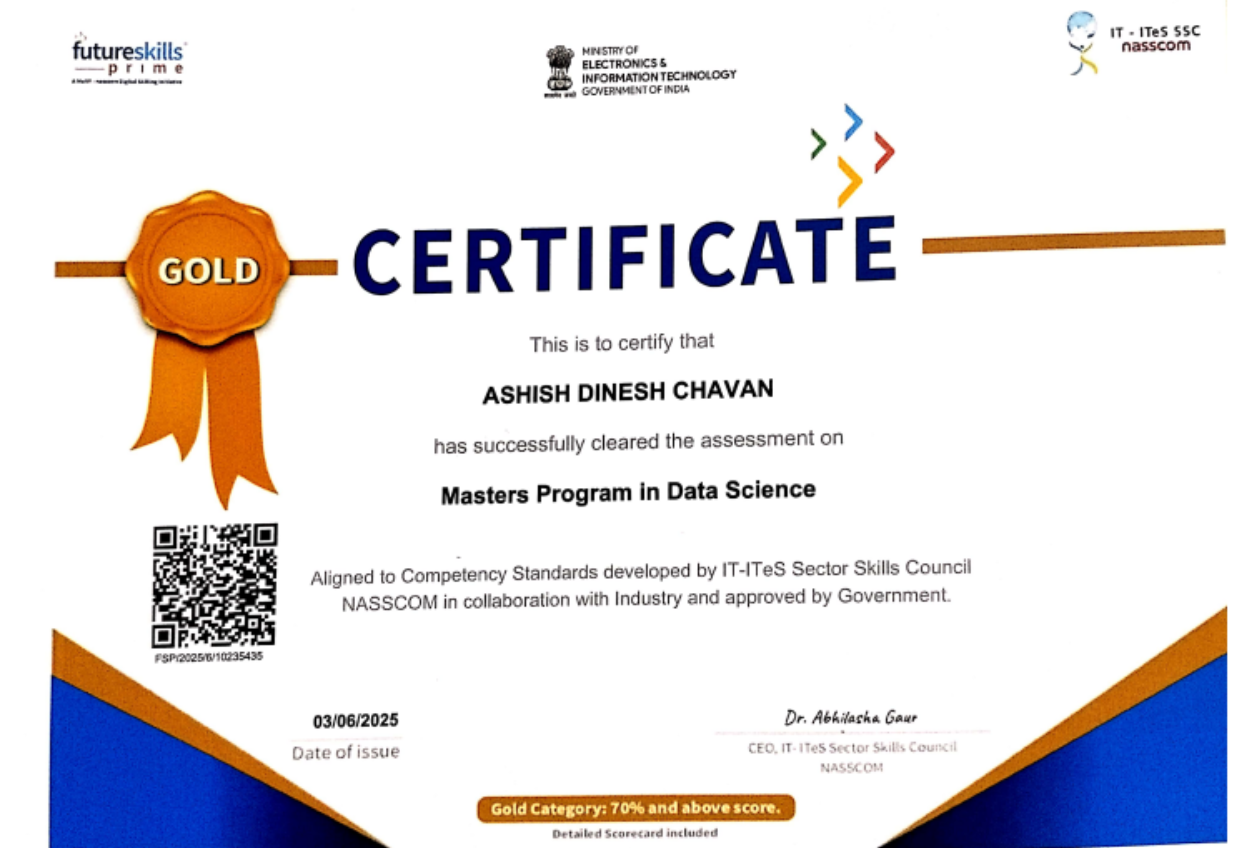 futureskills
prime
A MeitY - nasscom Digital Skilling Initiative
MINISTRY OF
ELECTRONICS &
INFORMATION TECHNOLOGY
GOVERNMENT OF INDIA
सत्यमेव जयते
IT - ITeS SSC
nasscom
GOLD
CERTIFICATE
This is to certify that
ASHISH DINESH CHAVAN
has successfully cleared the assessment on
Masters Program in Data Science
Aligned to Competency Standards developed by IT-ITeS Sector Skills Council
NASSCOM in collaboration with Industry and approved by Government.
FSP/2025/6/10235435
03/06/2025
Date of issue
Dr. Abhilasha Gaur
CEO, IT- ITeS Sector Skills Council
NASSCOM
Gold Category: 70% and above score.
Detailed Scorecard included